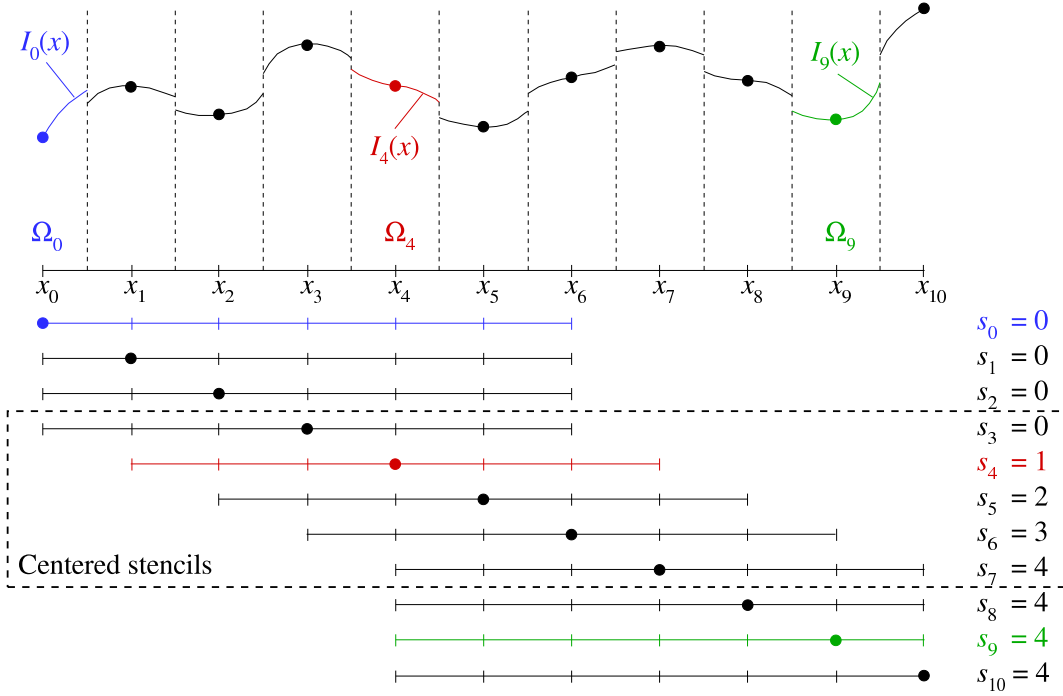 I₀(x)
I₉(x)
I₄(x)
Ω₀ Ω₄ Ω₉
x₀ x₁ x₂ x₃ x₄ x₅ x₆ x₇ x₈ x₉ x₁₀
s₀ = 0
s₁ = 0
s₂ = 0
s₃ = 0
s₄ = 1
s₅ = 2
s₆ = 3
Centered stencils
s₇ = 4
s₈ = 4
s₉ = 4
s₁₀ = 4